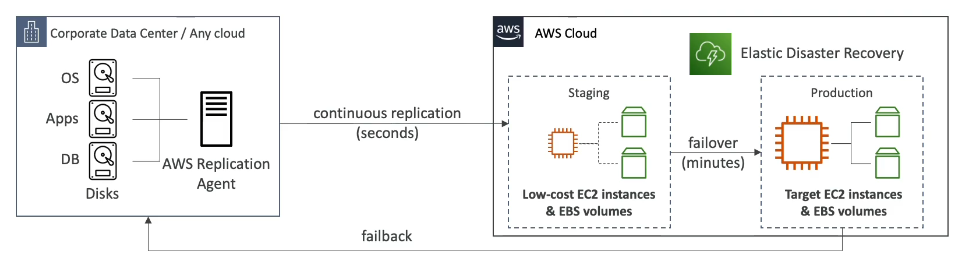 Corporate Data Center / Any cloud
OS
Apps
DB
Disks
AWS Replication
Agent
continuous replication
(seconds)
aws
AWS Cloud
Elastic Disaster Recovery
Staging
Low-cost EC2 instances
& EBS volumes
failover
(minutes)
Production
Target EC2 instances
& EBS volumes
failback